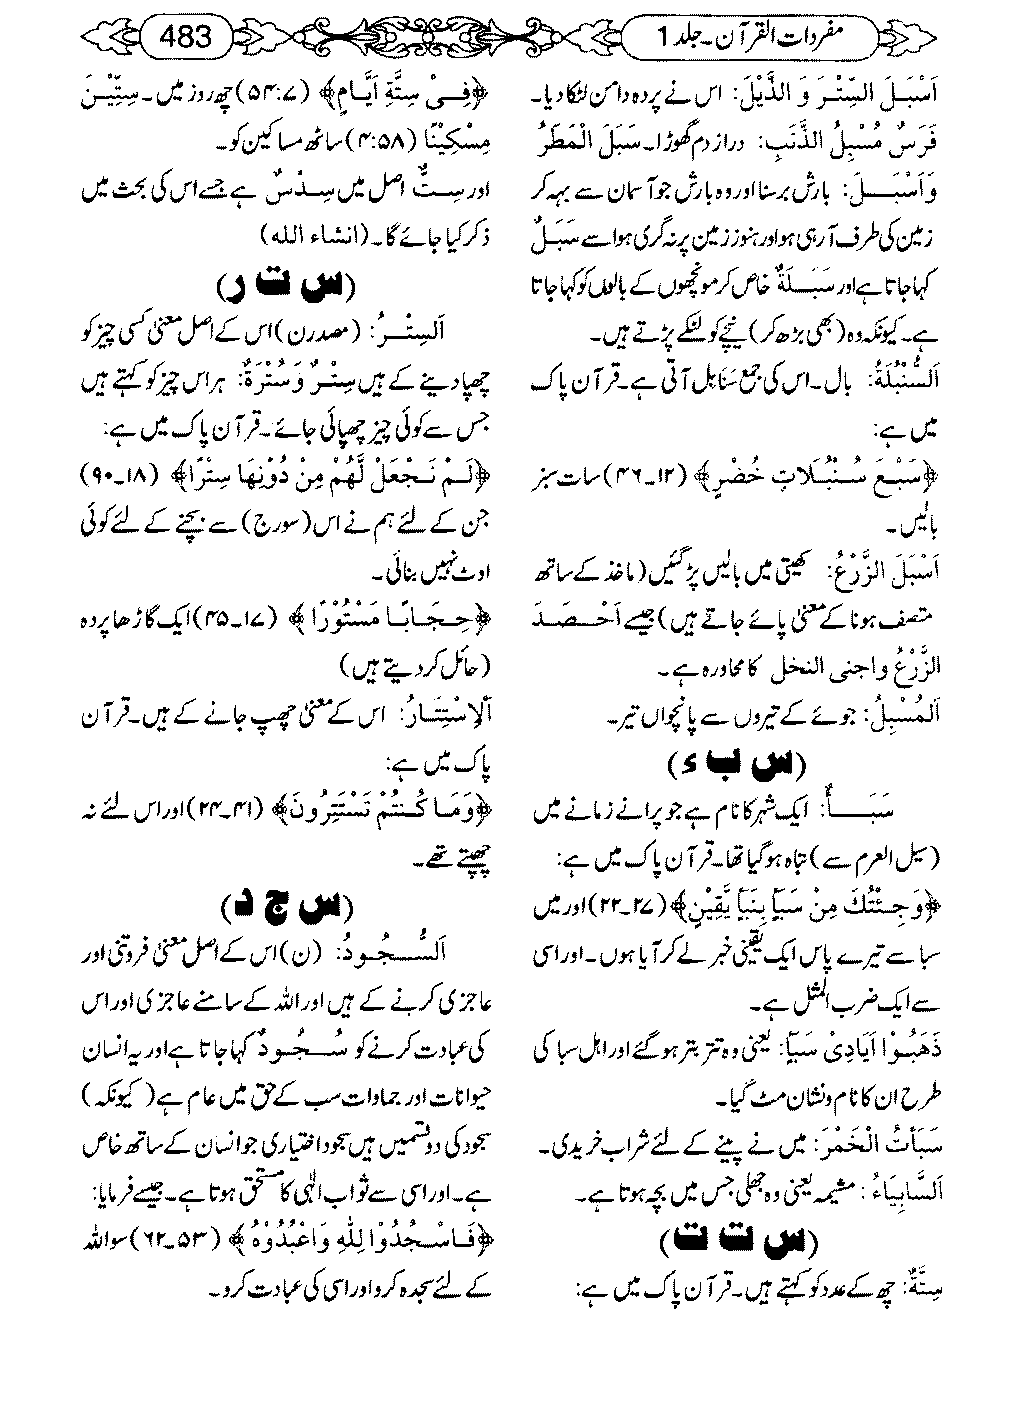 مفردات القرآن۔جلد 1
483
اَسْبَلَ السِّتْرَ وَ الذَّیْلَ: اس نے پردہ دامن لٹکا دیا۔
فَرَسٌ مُسْبِلُ الذَّنَبِ: دراز دم گھوڑا۔سَبَلَ الْمَطَرُ
وَاَسْبَلَ: بارش برسنا اور وہ بارش جو آسمان سے بہہ کر
زمین کی طرف آ رہی ہو اور ہنوز زمین پر نہ گری ہو اسے سَبَلٌ
کہا جاتا ہے اور سَبَلَةٌ خاص کر مونچھوں کے بالوں کو کہا جاتا
ہے۔ کیونکہ وہ (بھی بڑھ کر) نیچے کو لٹکے پڑتے ہیں۔
اَلسُّنْبُلَةُ: بال۔اس کی جمع سَنَابِل آتی ہے۔قرآن پاک
میں ہے:
﴿سَبْعَ سُنْبُلَاتٍ خُضْرٍ﴾ (۱۲۔۴۶) سات سبز
بالیں۔
اَسْبَلَ الزَّرْعُ: کھیتی میں بالیں پڑ گئیں (ماخذ کے ساتھ
متصف ہونا کے معنی پائے جاتے ہیں) جیسے اَحْصَدَ
الزَّرْعُ واجنی النخل کا محاورہ ہے۔
اَلْمُسْبِلُ: جوئے کے تیروں سے پانچواں تیر۔
(س ب ء)
سَبَأٌ: ایک شہر کا نام ہے جو پرانے زمانے میں
(سیل العرم سے) تباہ ہو گیا تھا۔قرآن پاک میں ہے:
﴿وَجِئْتُكَ مِنْ سَبَأٍ بِنَبَأٍ يَّقِيْنٍ﴾ (۲۷۔۲۲) اور میں
سبا سے تیرے پاس ایک یقینی خبر لے کر آیا ہوں۔اور اسی
سے ایک ضرب المثل ہے۔
ذَهَبُوْا اَيَادِىْ سَبَأٍ: یعنی وہ تتر بتر ہو گئے اور اہل سبا کی
طرح ان کا نام و نشان مٹ گیا۔
سَبَأْتُ الْخَمْرَ: میں نے پینے کے لئے شراب خریدی۔
اَلسَّابِيَاءُ: مشیمہ یعنی وہ جھلی جس میں بچہ ہوتا ہے۔
(س ت ت)
سِتَّةٌ: چھ کے عدد کو کہتے ہیں۔قرآن پاک میں ہے:
﴿فِىْ سِتَّةِ اَيَّامٍ﴾ (۵۴:۷) چھ روز میں۔سِتِّيْنَ
مِسْكِيْنًا (۴:۵۸) ساٹھ مساکین کو۔
اور سِتٌّ اصل میں سِدْسٌ ہے جسے اس کی بحث میں
ذکر کیا جائے گا۔(انشاء اللہ)
(س ت ر)
اَلسِّتْرُ: (مصدر ن) اس کے اصل معنی کسی چیز کو
چھپا دینے کے ہیں سِتْرٌ وَسُتْرَةٌ: ہر اس چیز کو کہتے ہیں
جس سے کوئی چیز چھپائی جائے۔قرآن پاک میں ہے:
﴿لَمْ نَجْعَلْ لَّهُمْ مِنْ دُوْنِهَا سِتْرًا﴾ (۱۸۔۹۰)
جن کے لئے ہم نے اس (سورج) سے بچنے کے لئے کوئی
اوٹ نہیں بنائی۔
﴿حِجَابًا مَسْتُوْرًا﴾ (۱۷۔۴۵) ایک گاڑھا پردہ
(حائل کر دیتے ہیں)
اَلْاِسْتِتَارُ: اس کے معنی چھپ جانے کے ہیں۔قرآن
پاک میں ہے:
﴿وَمَا كُنْتُمْ تَسْتَتِرُوْنَ﴾ (۴۱۔۲۲) اور اس لئے نہ
چھپتے تھے۔
(س ج د)
اَلسُّجُوْدُ: (ن) اس کے اصل معنی فروتنی اور
عاجزی کرنے کے ہیں اور اللہ کے سامنے عاجزی اور اس
کی عبادت کرنے کو سُجُوْدٌ کہا جاتا ہے اور یہ انسان
حیوانات اور جمادات سب کے حق میں عام ہے (کیونکہ)
سجود کی دو قسمیں ہیں سجود اختیاری جو انسان کے ساتھ خاص
ہے۔اور اسی سے ثواب الٰہی کا مستحق ہوتا ہے۔جیسے فرمایا:
﴿فَاسْجُدُوْا لِلّٰهِ وَاعْبُدُوْهُ﴾ (۵۳۔۶۲) سو اللہ
کے لئے سجدہ کرو اور اسی کی عبادت کرو۔